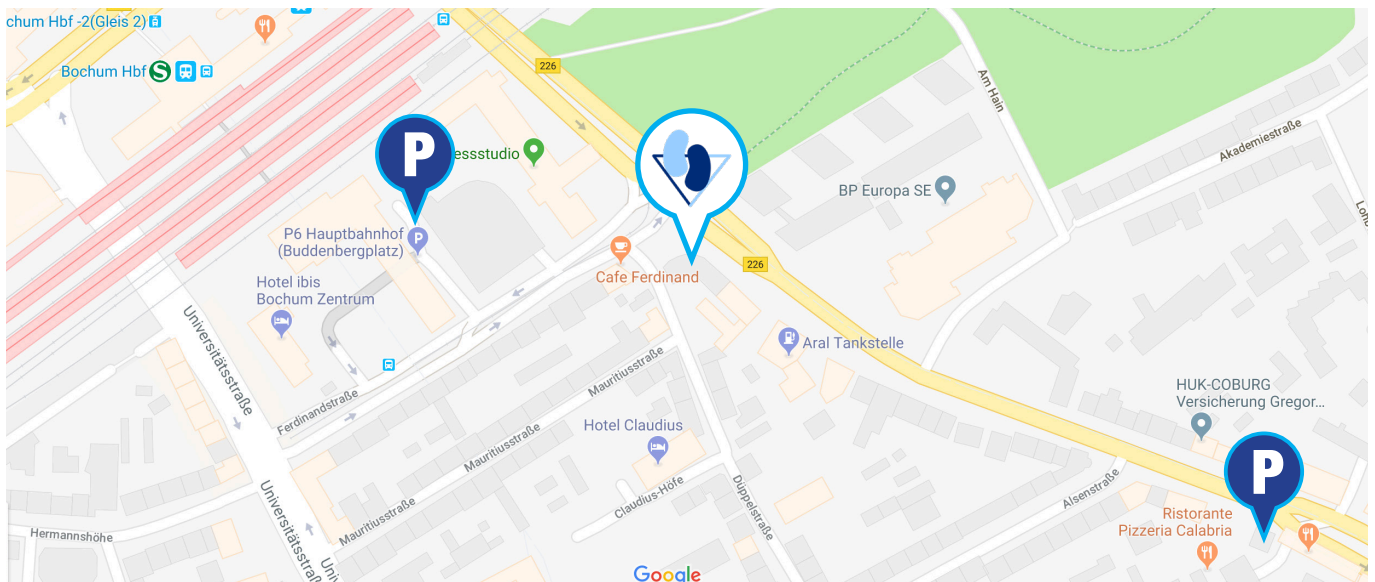 chum Hbf -2(Gleis 2)
Bochum Hbf S
226
Am Hain
Akademiestraße
P
essstudio
BP Europa SE
P6 Hauptbahnhof
(Buddenbergplatz)
P
Cafe Ferdinand
226
Hotel ibis
Bochum Zentrum
Universitätsstraße
Aral Tankstelle
Mauritiusstraße
Ferdinandstraße
HUK-COBURG
Versicherung Gregor...
Hotel Claudius
Mauritiusstraße
P
Claudius-Höfe
Düppelstraße
Alsenstraße
Universitätsstraß
Mauritiusstraße
Hermannshöhe
Ristorante
Pizzeria Calabria
Google